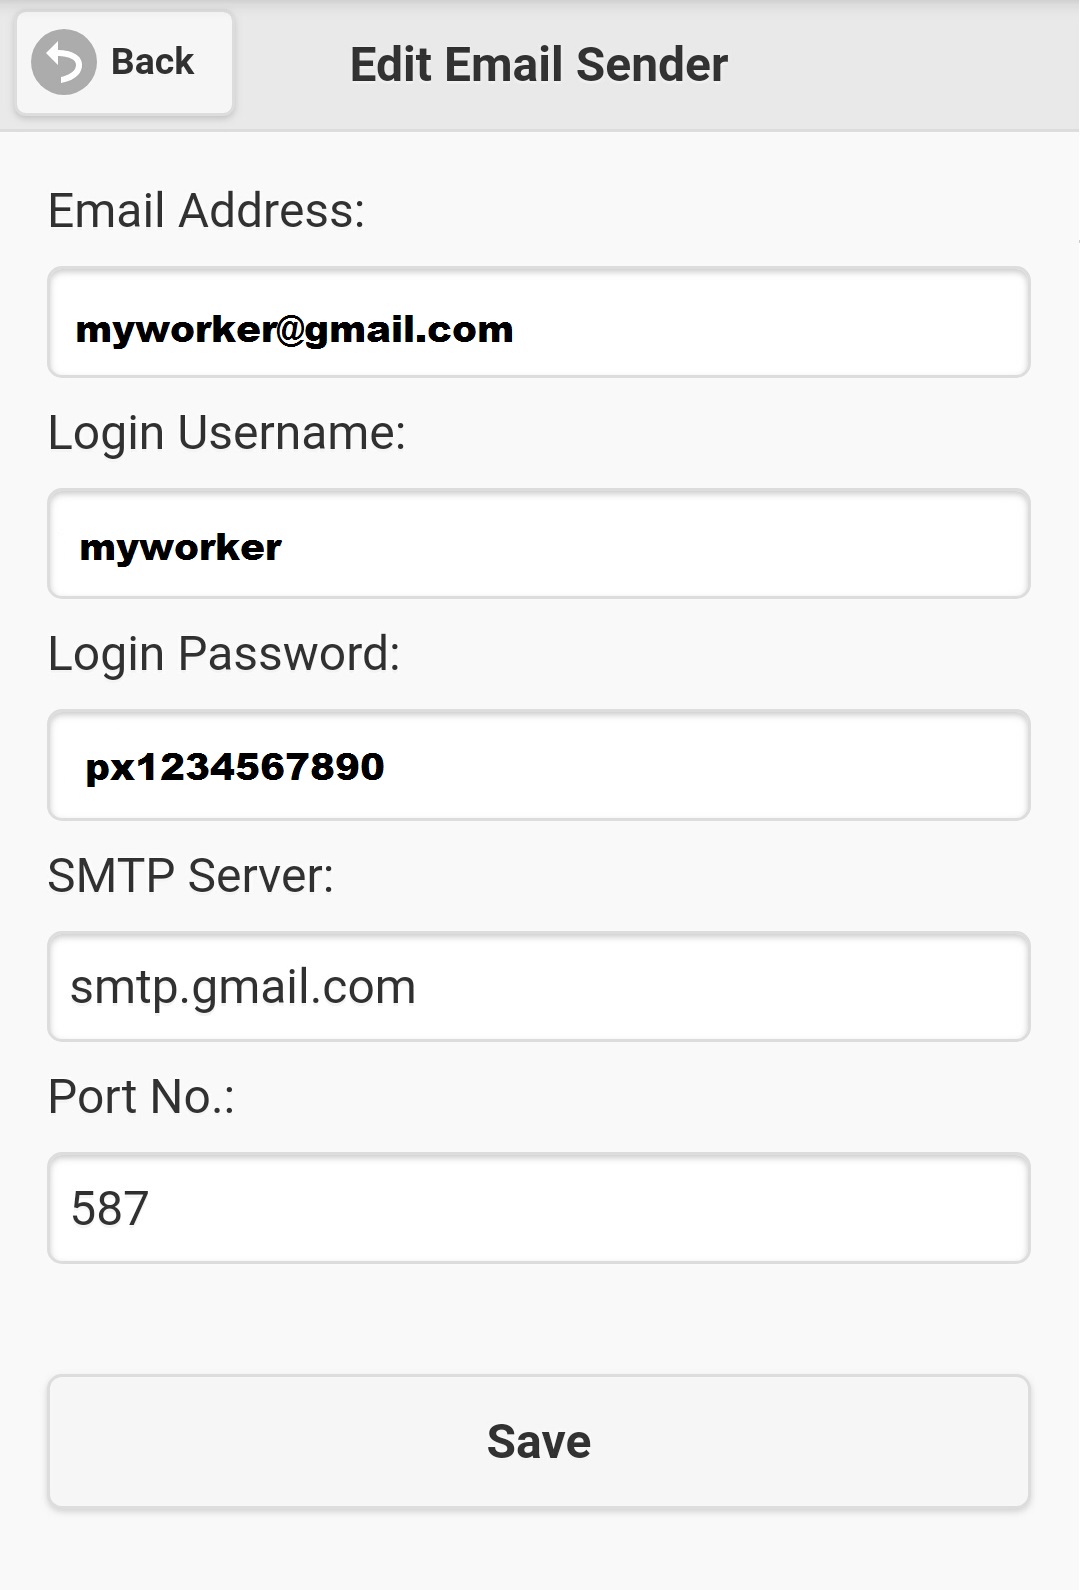 Back
Edit Email Sender
Email Address:
myworker@gmail.com
Login Username:
myworker
Login Password:
px1234567890
SMTP Server:
smtp.gmail.com
Port No.:
587
Save